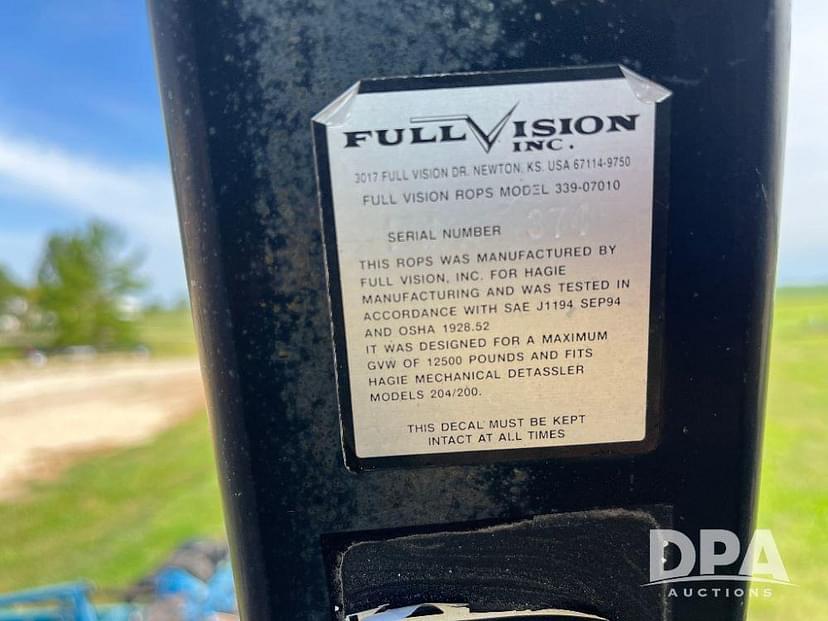 FULL VISION
INC.
3017 FULL VISION DR. NEWTON, KS. USA 67114-9750
FULL VISION ROPS MODEL 339-07010
SERIAL NUMBER 374
THIS ROPS WAS MANUFACTURED BY
FULL VISION, INC. FOR HAGIE
MANUFACTURING AND WAS TESTED IN
ACCORDANCE WITH SAE J1194 SEP94
AND OSHA 1928.52
IT WAS DESIGNED FOR A MAXIMUM
GVW OF 12500 POUNDS AND FITS
HAGIE MECHANICAL DETASSLER
MODELS 204/200.
THIS DECAL MUST BE KEPT
INTACT AT ALL TIMES
DPA
AUCTIONS